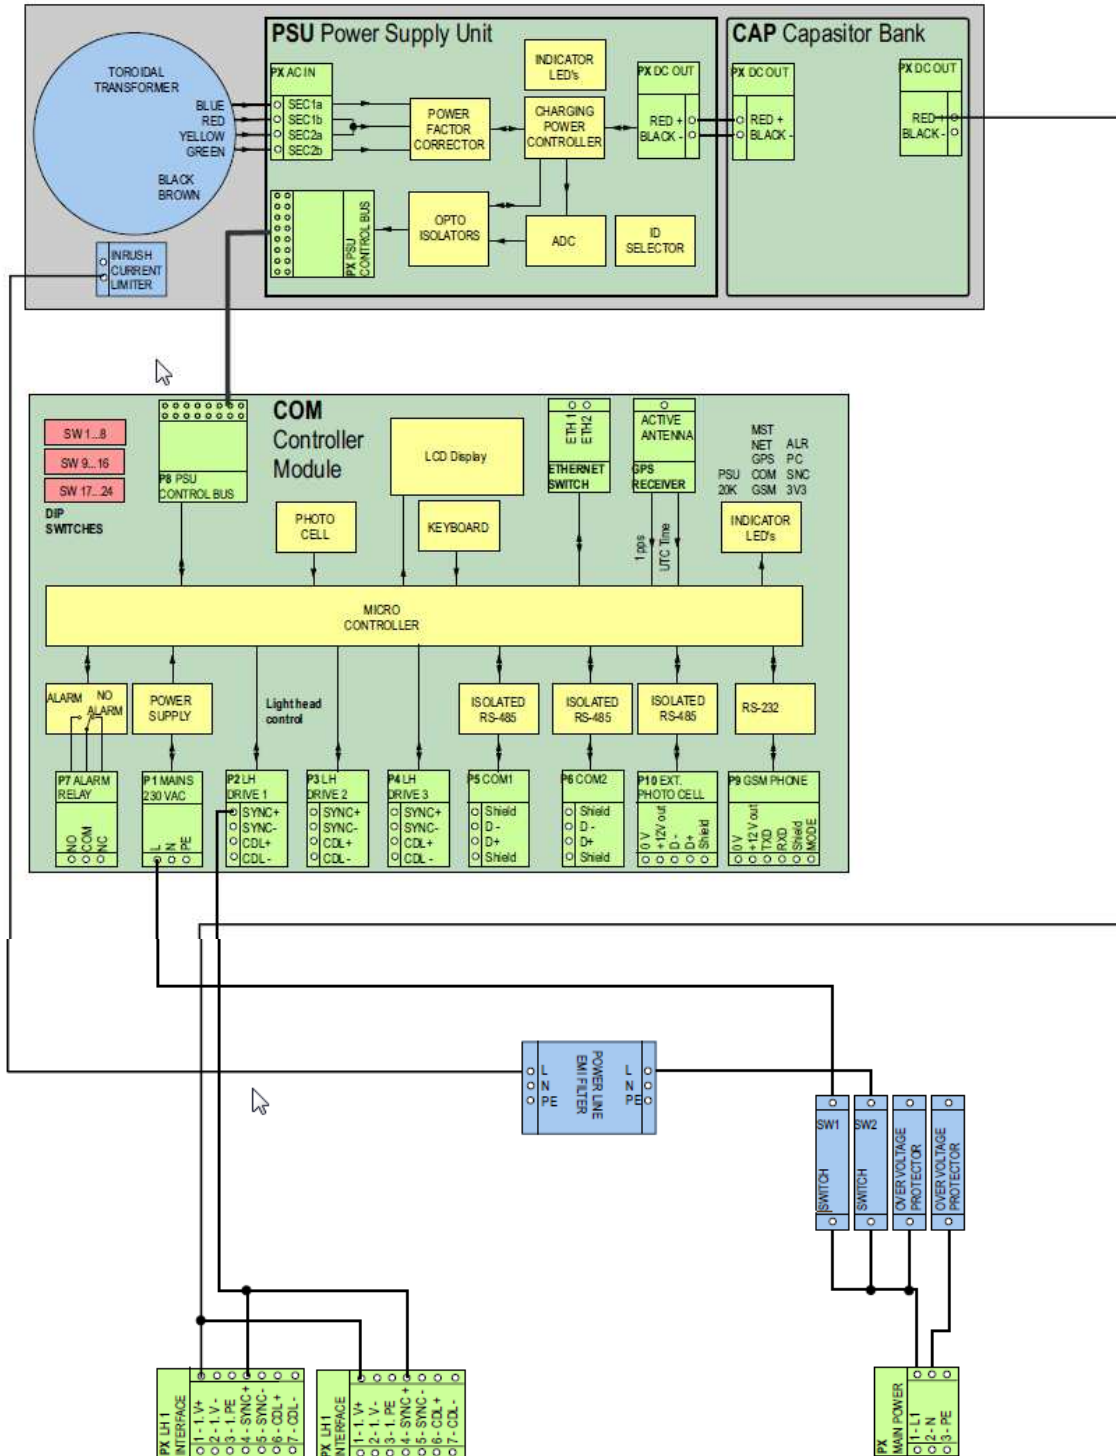 PSU Power Supply Unit
CAP Capasitor Bank
TOROIDAL
TRANSFORMER
BLUE
RED
YELLOW
GREEN
BLACK
BROWN
INRUSH
CURRENT
LIMITER
PX AC IN
SEC1a
SEC1b
SEC2a
SEC2b
POWER
FACTOR
CORRECTOR
INDICATOR
LED's
CHARGING
POWER
CONTROLLER
PX DC OUT
RED +
BLACK -
PX DC OUT
RED +
BLACK -
PX DC OUT
RED +
BLACK -
PX PSU
CONTROL BUS
OPTO
ISOLATORS
ADC
ID
SELECTOR
COM
Controller
Module
SW 1...8
SW 9...16
SW 17...24
DIP
SWITCHES
P8 PSU
CONTROL BUS
LCD Display
PHOTO
CELL
KEYBOARD
ETH 1
ETH2
ETHERNET
SWITCH
ACTIVE
ANTENNA
GPS
RECEIVER
1 pps
UTC Time
MST
NET ALR
GPS PC
PSU COM SNC
20K GSM 3V3
INDICATOR
LED's
MICRO
CONTROLLER
ALARM NO
ALARM
POWER
SUPPLY
Light head
control
ISOLATED
RS-485
ISOLATED
RS-485
ISOLATED
RS-485
RS-232
P7 ALARM
RELAY
NO
COM
NC
P1 MAINS
230 VAC
L
N
PE
P2 LH
DRIVE 1
SYNC+
SYNC-
CDL+
CDL-
P3 LH
DRIVE 2
SYNC+
SYNC-
CDL+
CDL-
P4 LH
DRIVE 3
SYNC+
SYNC-
CDL+
CDL-
P5 COM1
Shield
D -
D+
Shield
P6 COM2
Shield
D -
D+
Shield
P10 EXT.
PHOTO CELL
0 V
+12V out
D -
D+
Shield
P9 GSM PHONE
0 V
+12 V out
TXD
RXD
Shield
MODE
L
N
PE
POWER LINE
EMI FILTER
L
N
PE
SW1
SWITCH
SW2
SWITCH
OVER VOLTAGE
PROTECTOR
OVER VOLTAGE
PROTECTOR
PX LH 1
INTERFACE
1 - 1. V+
2 - 1. V -
3 - 1. PE
4 - SYNC +
5 - SYNC -
6 - CDL +
7 - CDL -
PX LH 1
INTERFACE
1 - 1. V+
2 - 1. V -
3 - 1. PE
4 - SYNC +
5 - SYNC -
6 - CDL +
7 - CDL -
PX
MAIN POWER
1 - L1
2 - N
3 - PE